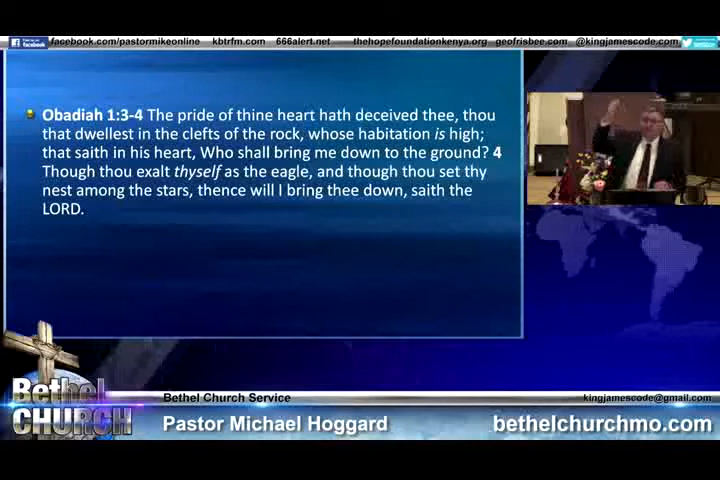 facebook.com/pastormikeonline kbtrfm.com 666alert.net thehopefoundationkenya.org geofrisbee.com @kingjamescode.com
Obadiah 1:3-4 The pride of thine heart hath deceived thee, thou
that dwellest in the clefts of the rock, whose habitation is high;
that saith in his heart, Who shall bring me down to the ground? 4
Though thou exalt thyself as the eagle, and though thou set thy
nest among the stars, thence will I bring thee down, saith the
LORD.
Bethel
CHURCH
Bethel Church Service
kingjamescode@gmail.com
Pastor Michael Hoggard
bethelchurchmo.com